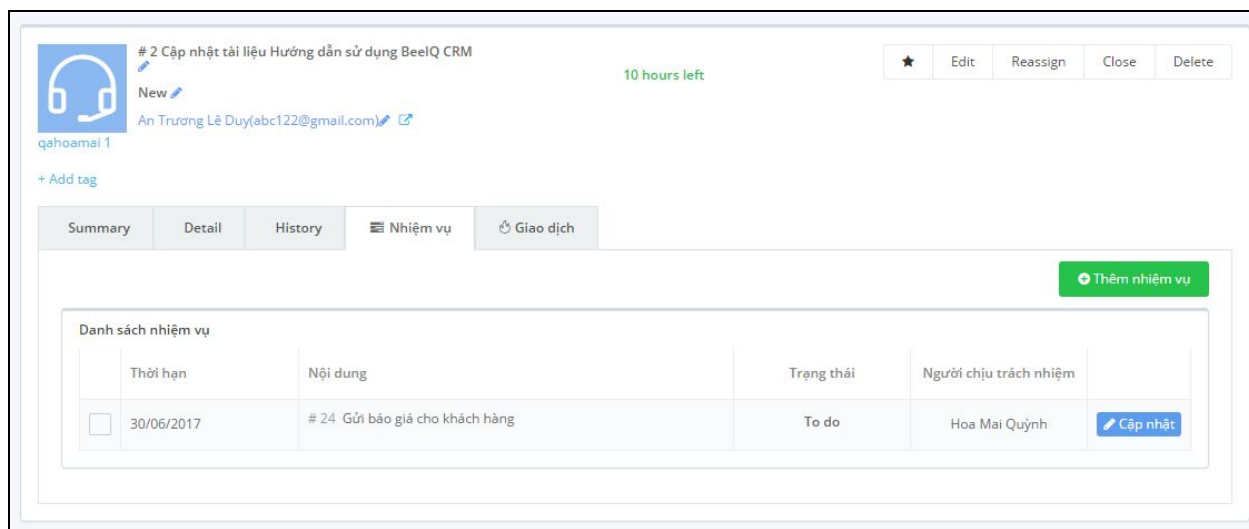 # 2 Cập nhật tài liệu Hướng dẫn sử dụng BeeIQ CRM
New
An Trương Lê Duy(abc122@gmail.com)
qahoamai 1
+ Add tag
10 hours left
★ Edit Reassign Close Delete
Summary Detail History Nhiệm vụ Giao dịch
Thêm nhiệm vụ
Danh sách nhiệm vụ
Thời hạn Nội dung Trạng thái Người chịu trách nhiệm
30/06/2017 # 24 Gửi báo giá cho khách hàng To do Hoa Mai Quỳnh Cập nhật